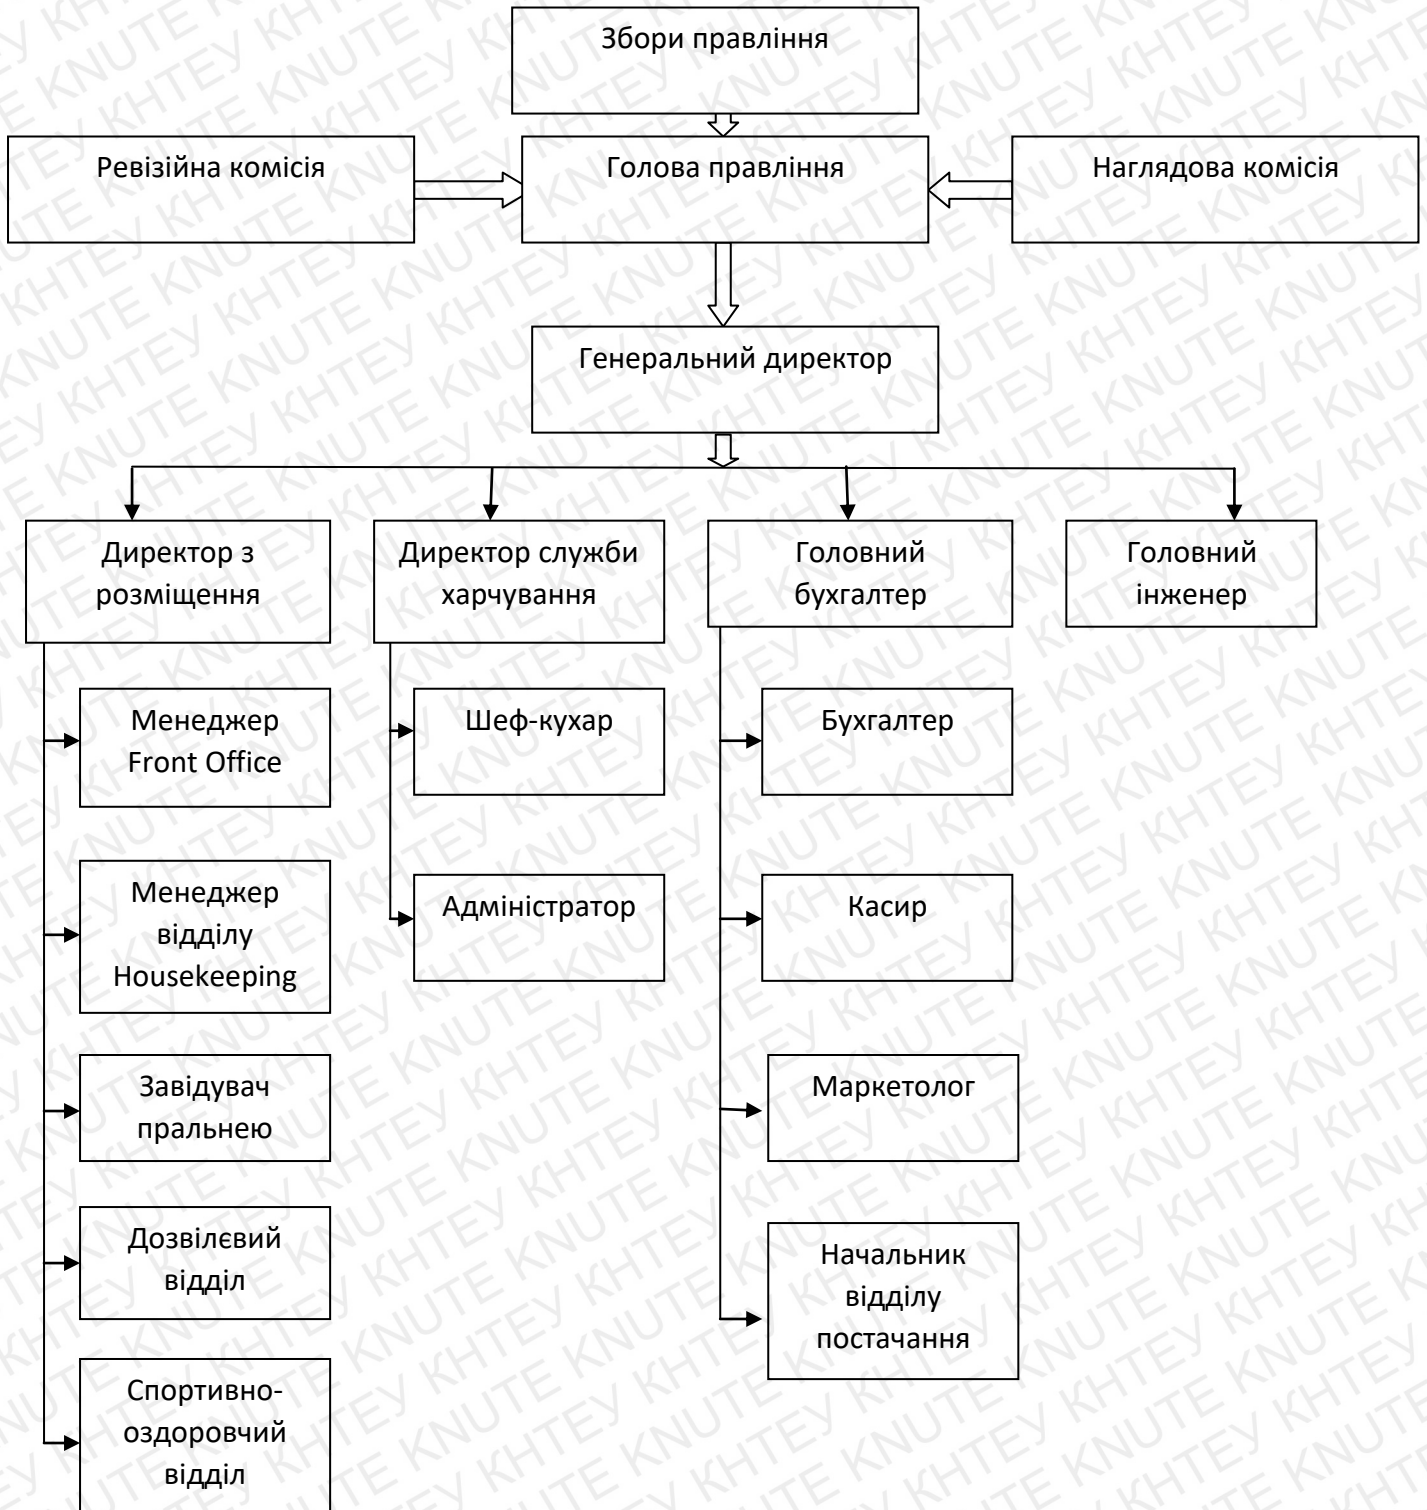 Збори правління
Ревізійна комісія
Голова правління
Наглядова комісія
Генеральний директор
Директор з
розміщення
Директор служби
харчування
Головний
бухгалтер
Головний
інженер
Менеджер
Front Office
Шеф-кухар
Бухгалтер
Менеджер
відділу
Housekeeping
Адміністратор
Касир
Завідувач
пральнею
Маркетолог
Дозвілєвий
відділ
Начальник
відділу
постачання
Спортивно-
оздоровчий
відділ
KNUTE КНТЕУ